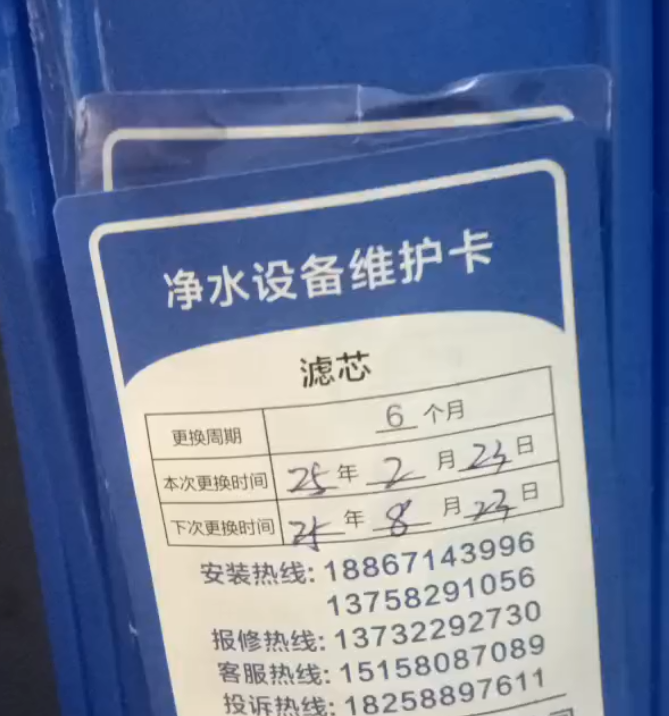 净水设备维护卡
滤芯
更换周期 6 个月
本次更换时间 25 年 2 月 23 日
下次更换时间 25 年 8 月 23 日
安装热线: 18867143996
13758291056
报修热线: 13732292730
客服热线: 15158087089
投诉热线: 18258897611